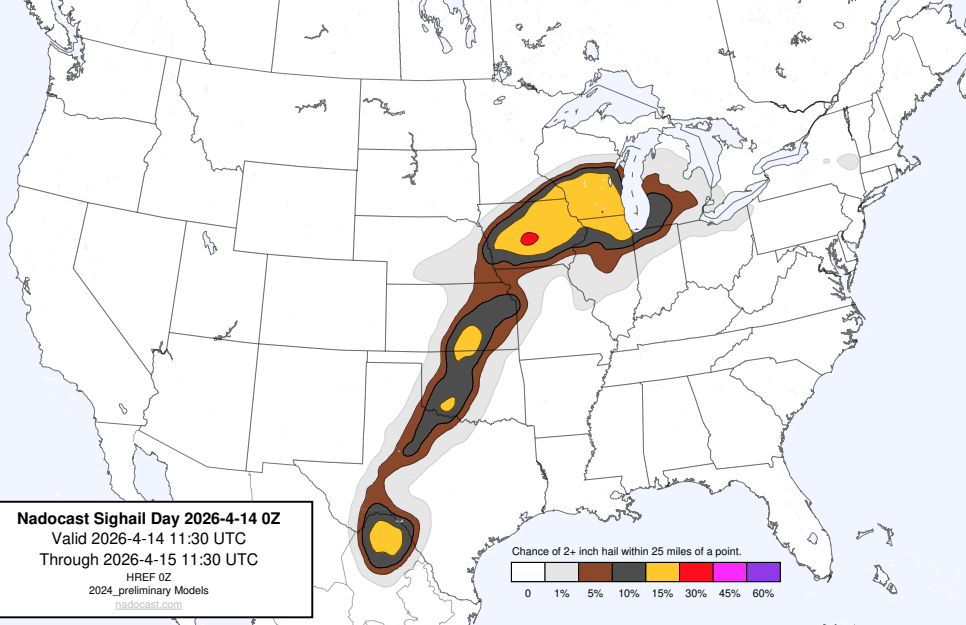 Nadocast Sighail Day 2026-4-14 0Z
Valid 2026-4-14 11:30 UTC
Through 2026-4-15 11:30 UTC
HREF 0Z
2024_preliminary Models
nadocast.com
Chance of 2+ inch hail within 25 miles of a point.
0 1% 5% 10% 15% 30% 45% 60%